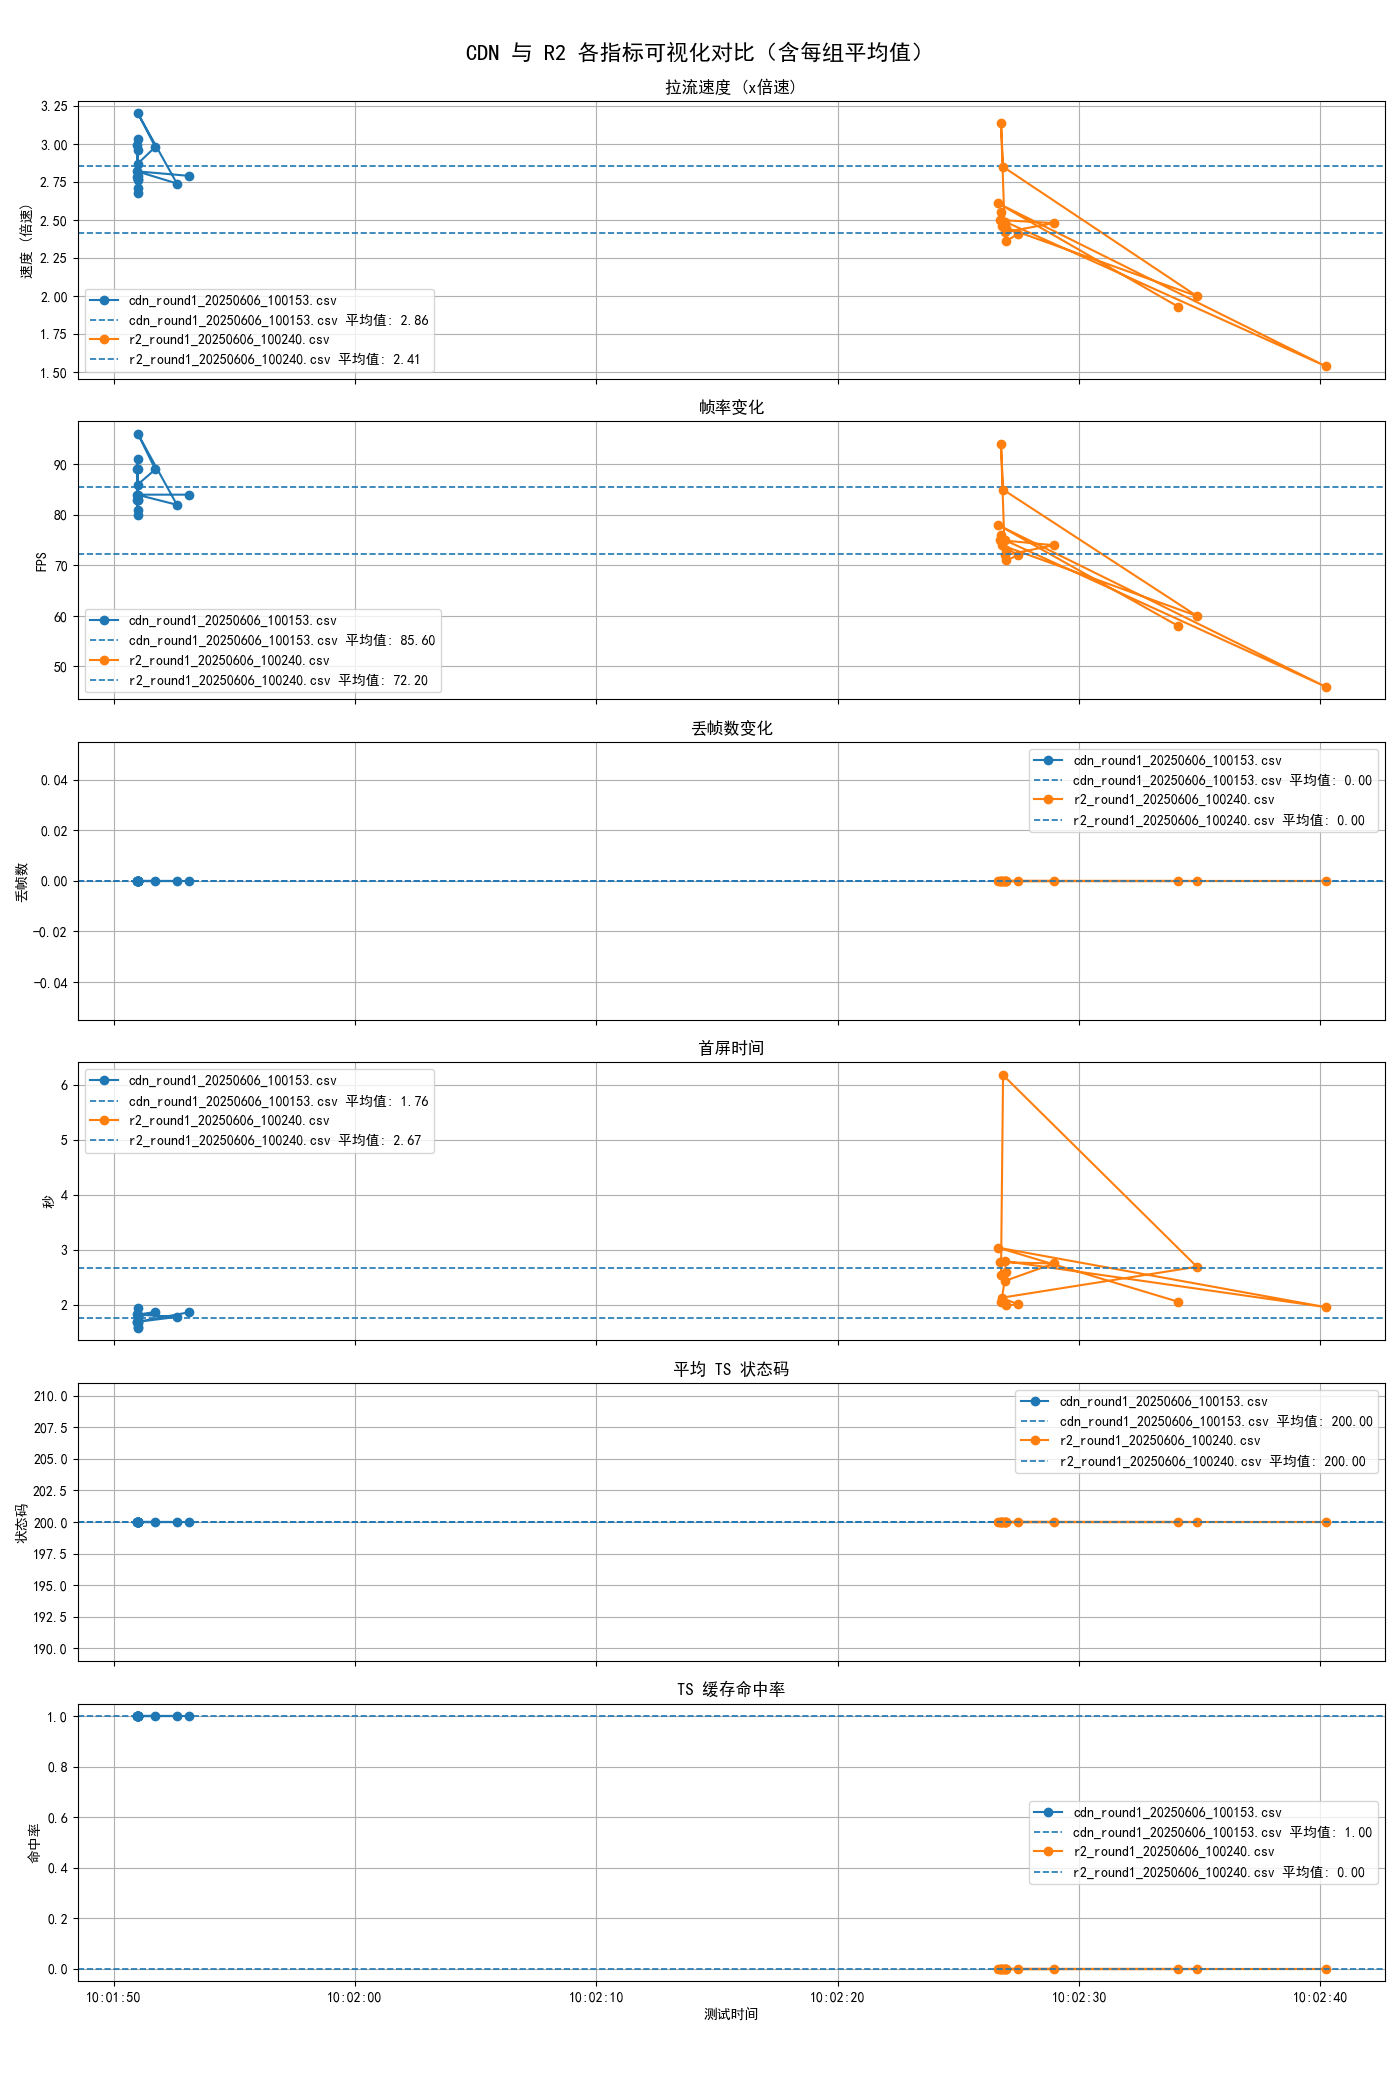 CDN 与 R2 各指标可视化对比（含每组平均值）
拉流速度 (x倍速)
3.25
3.00
2.75
2.50
2.25
2.00
1.75
1.50
速度 (倍速)
cdn_round1_20250606_100153.csv
cdn_round1_20250606_100153.csv 平均值: 2.86
r2_round1_20250606_100240.csv
r2_round1_20250606_100240.csv 平均值: 2.41
帧率变化
90
80
70
60
50
FPS
cdn_round1_20250606_100153.csv
cdn_round1_20250606_100153.csv 平均值: 85.60
r2_round1_20250606_100240.csv
r2_round1_20250606_100240.csv 平均值: 72.20
丢帧数变化
0.04
0.02
0.00
-0.02
-0.04
丢帧数
cdn_round1_20250606_100153.csv
cdn_round1_20250606_100153.csv 平均值: 0.00
r2_round1_20250606_100240.csv
r2_round1_20250606_100240.csv 平均值: 0.00
首屏时间
6
5
4
3
2
秒
cdn_round1_20250606_100153.csv
cdn_round1_20250606_100153.csv 平均值: 1.76
r2_round1_20250606_100240.csv
r2_round1_20250606_100240.csv 平均值: 2.67
平均 TS 状态码
210.0
207.5
205.0
202.5
200.0
197.5
195.0
192.5
190.0
状态码
cdn_round1_20250606_100153.csv
cdn_round1_20250606_100153.csv 平均值: 200.00
r2_round1_20250606_100240.csv
r2_round1_20250606_100240.csv 平均值: 200.00
TS 缓存命中率
1.0
0.8
0.6
0.4
0.2
0.0
命中率
cdn_round1_20250606_100153.csv
cdn_round1_20250606_100153.csv 平均值: 1.00
r2_round1_20250606_100240.csv
r2_round1_20250606_100240.csv 平均值: 0.00
10:01:50 10:02:00 10:02:10 10:02:20 10:02:30 10:02:40
测试时间